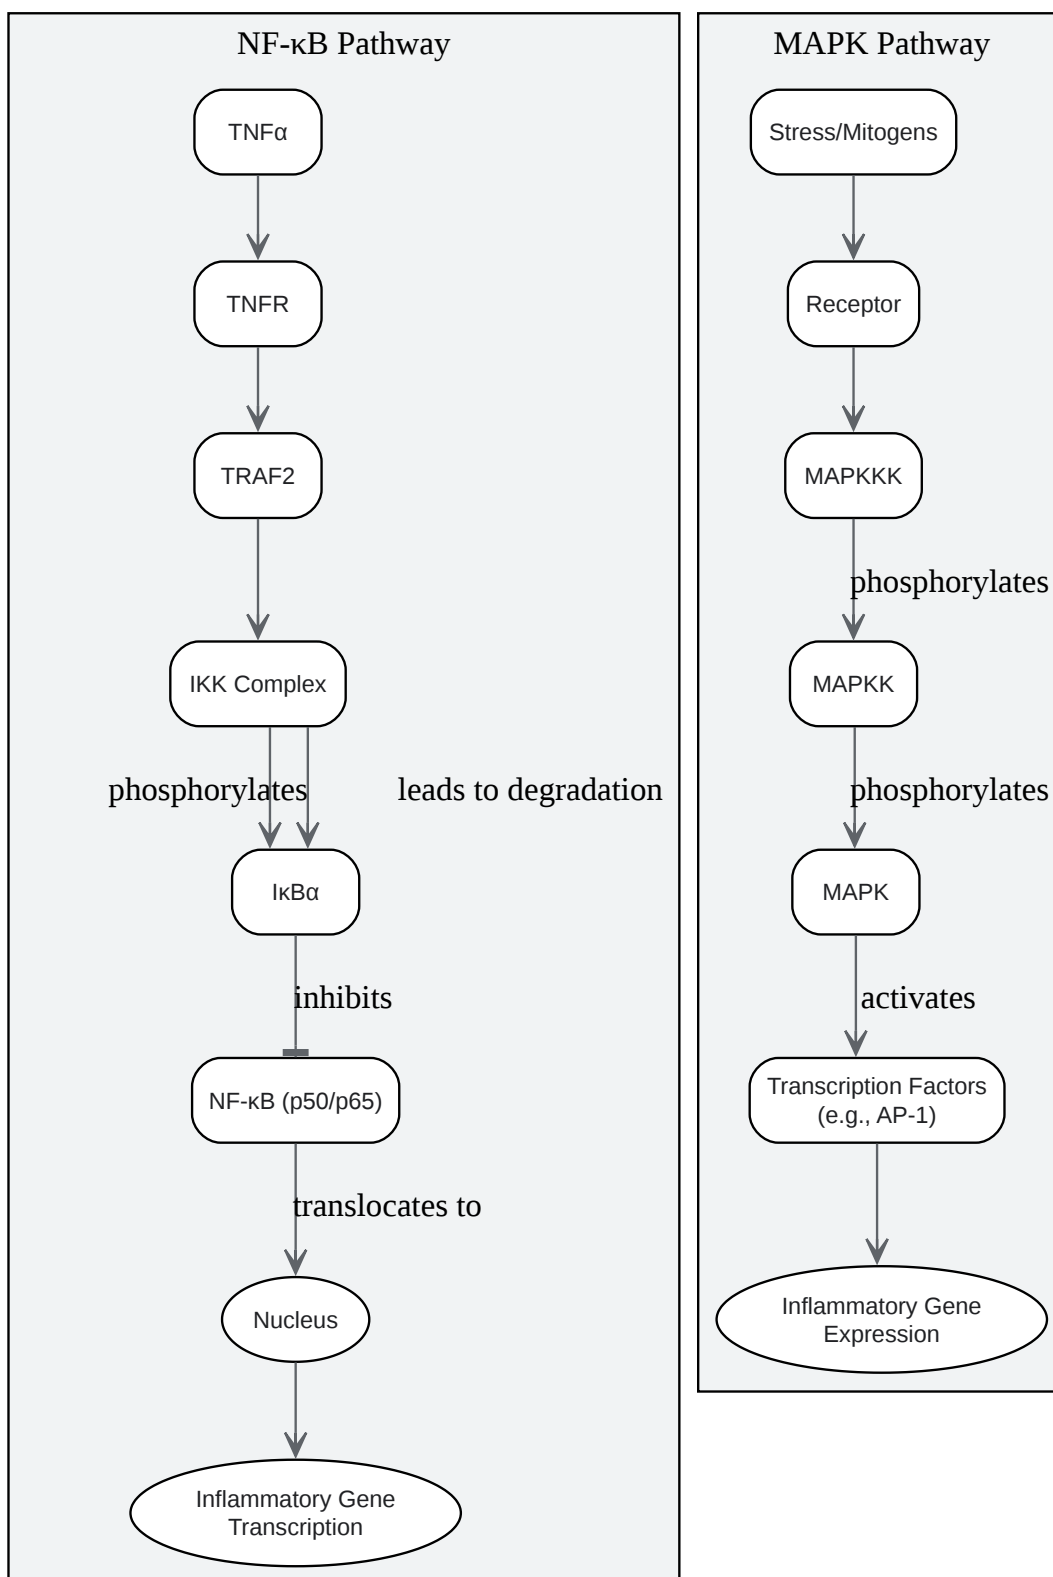 NF-κB Pathway
TNFα
TNFR
TRAF2
IKK Complex
phosphorylates
leads to degradation
IκBα
inhibits
NF-κB (p50/p65)
translocates to
Nucleus
Inflammatory Gene
Transcription
MAPK Pathway
Stress/Mitogens
Receptor
MAPKKK
phosphorylates
MAPKK
phosphorylates
MAPK
activates
Transcription Factors
(e.g., AP-1)
Inflammatory Gene
Expression